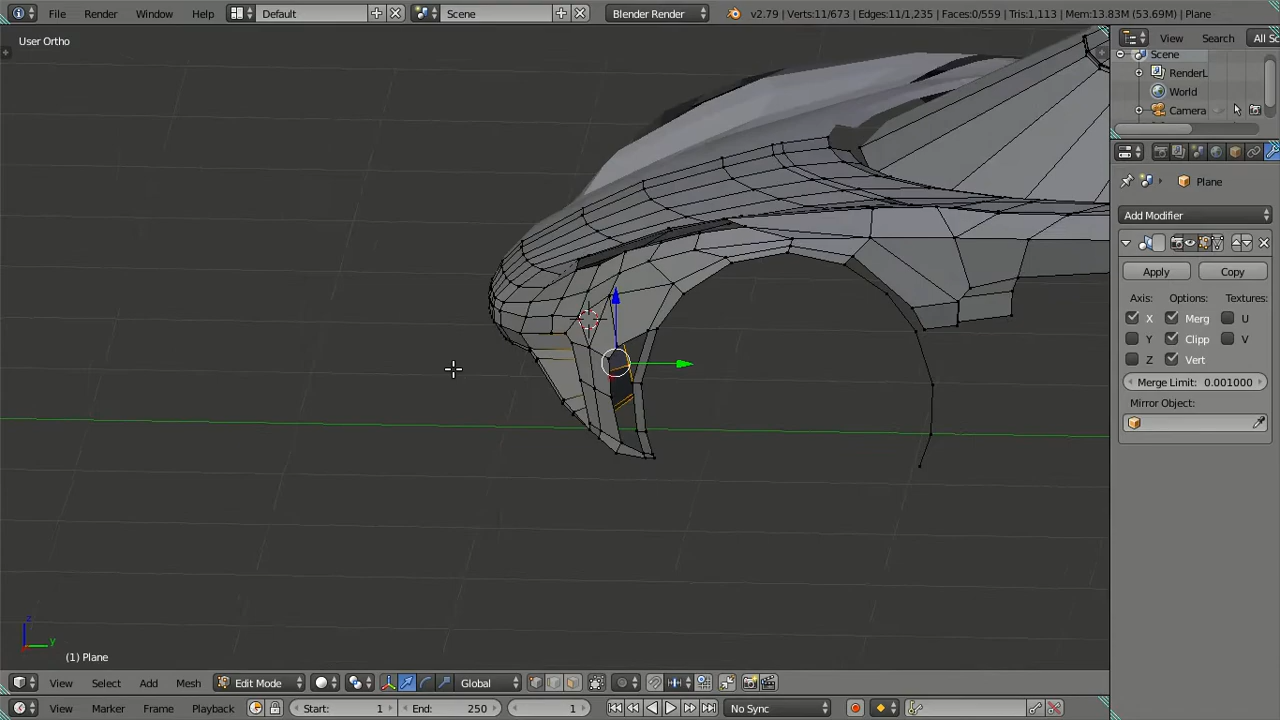 File Render Window Help Default Scene Blender Render v2.79 | Verts:11/673 | Edges:11/1,235 | Faces:0/559 | Tris:1,113 | Mem:13.83M (53.69M) | Plane
User Ortho
View Search All Sc
Scene
RenderL
World
Camera
Plane
Add Modifier
Apply Copy
Axis: Options: Textures:
X Merg U
Y Clipp V
Z Vert
Merge Limit: 0.001000
Mirror Object:
z
y
(1) Plane
View Select Add Mesh Edit Mode Global
View Marker Frame Playback Start: 1 End: 250 1 No Sync